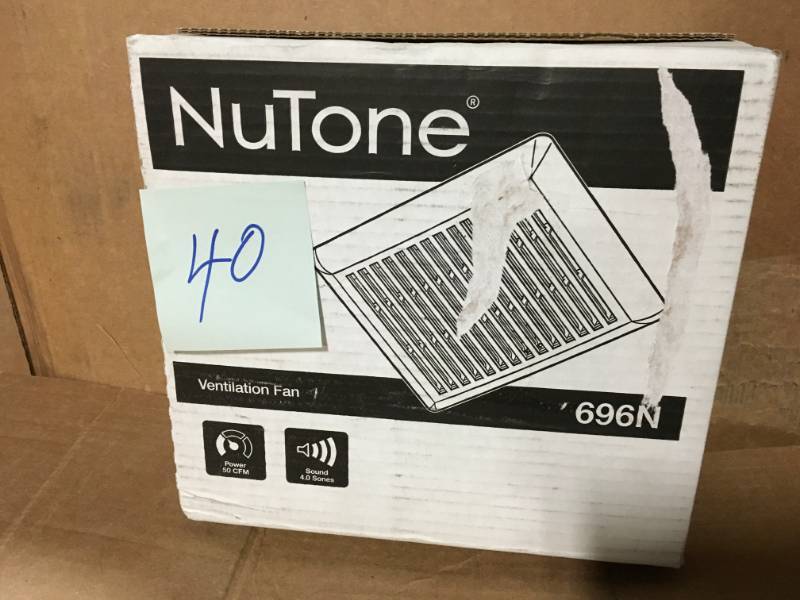 NuTone®
40
Ventilation Fan
696N
Power
50 CFM
Sound
4.0 Sones